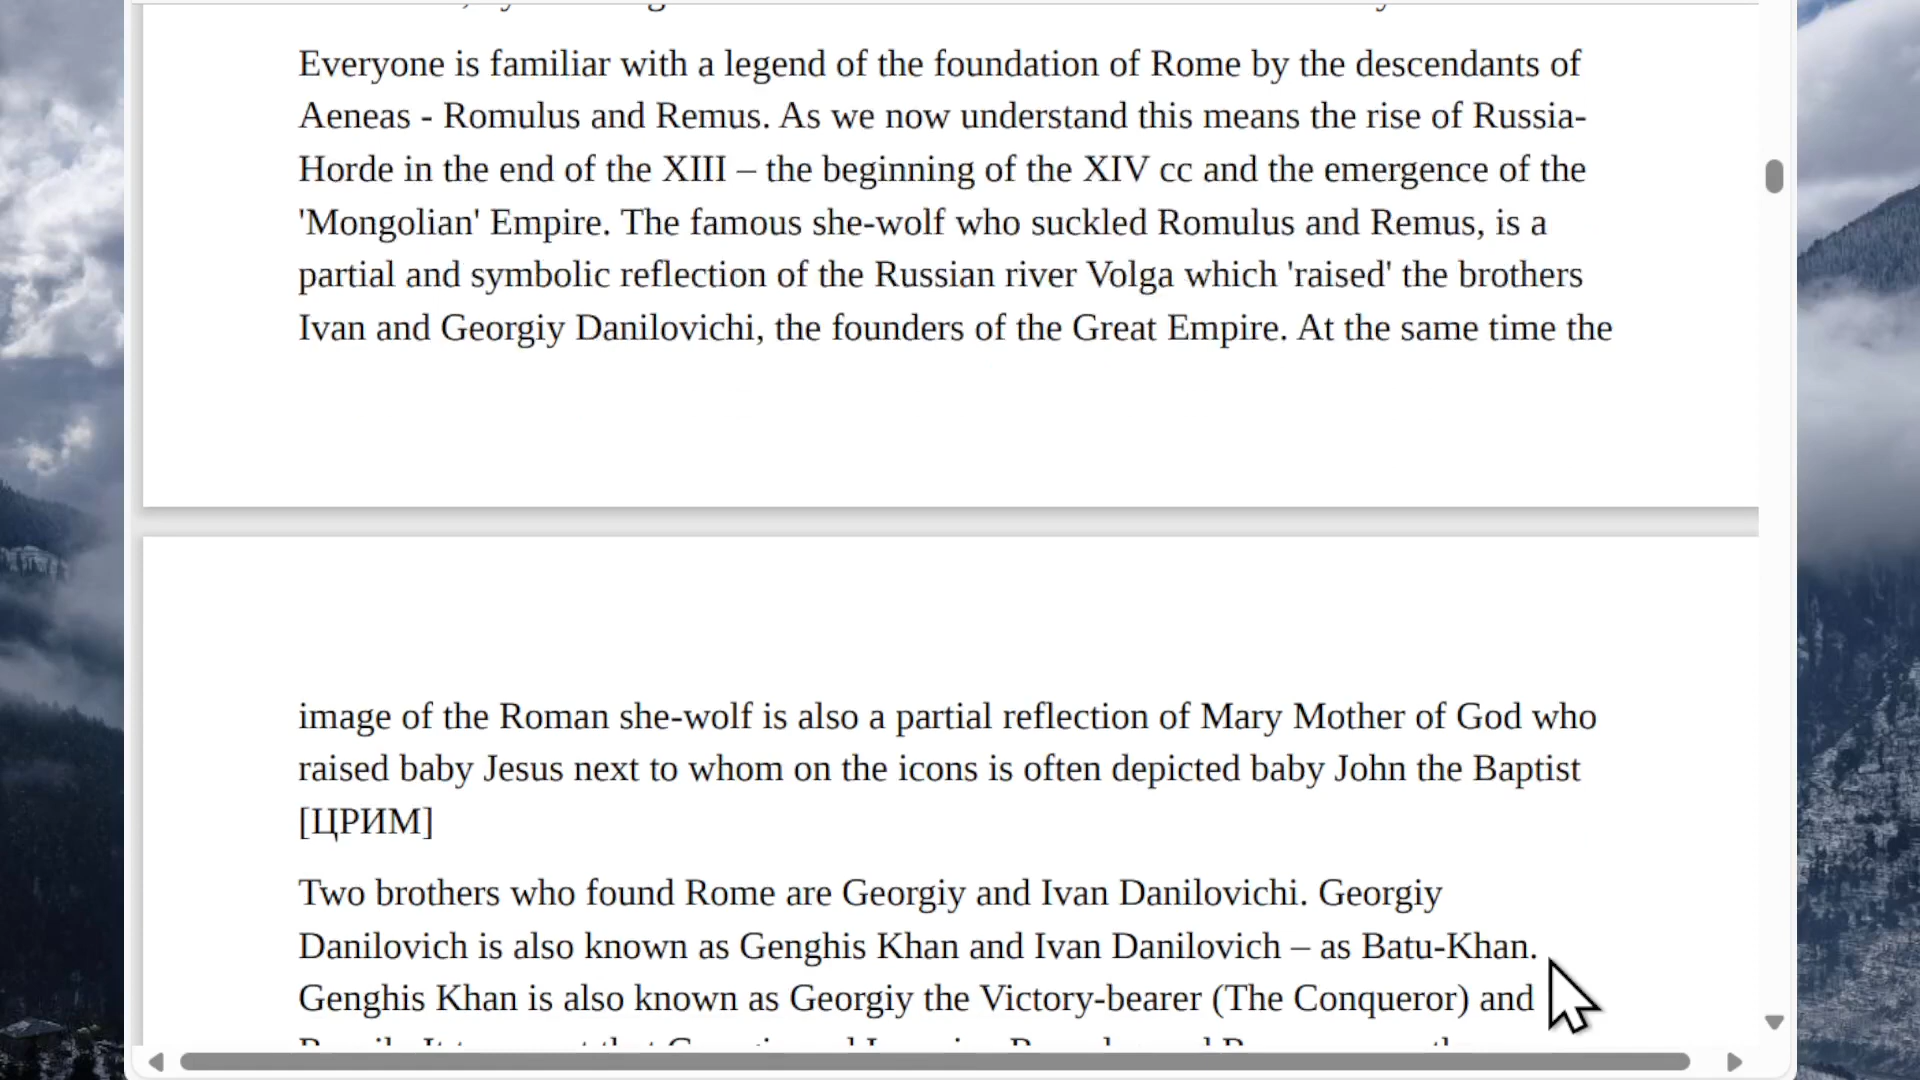 Everyone is familiar with a legend of the foundation of Rome by the descendants of
Aeneas - Romulus and Remus. As we now understand this means the rise of Russia-
Horde in the end of the XIII – the beginning of the XIV cc and the emergence of the
'Mongolian' Empire. The famous she-wolf who suckled Romulus and Remus, is a
partial and symbolic reflection of the Russian river Volga which 'raised' the brothers
Ivan and Georgiy Danilovichi, the founders of the Great Empire. At the same time the
image of the Roman she-wolf is also a partial reflection of Mary Mother of God who
raised baby Jesus next to whom on the icons is often depicted baby John the Baptist
[ЦРИМ]
Two brothers who found Rome are Georgiy and Ivan Danilovichi. Georgiy
Danilovich is also known as Genghis Khan and Ivan Danilovich – as Batu-Khan.
Genghis Khan is also known as Georgiy the Victory-bearer (The Conqueror) and